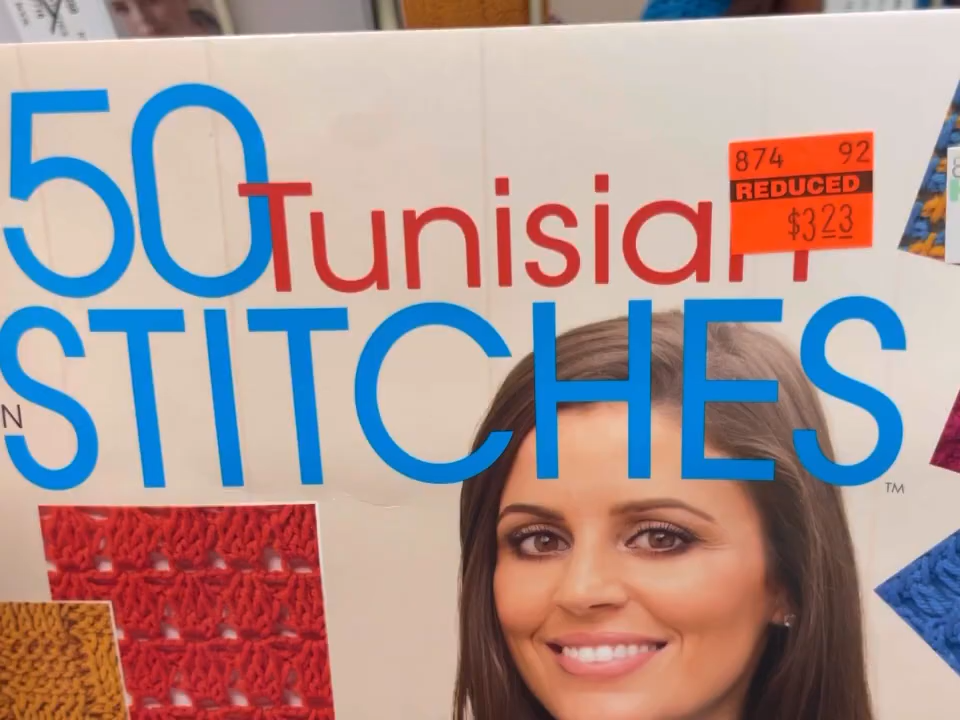 50
Tunisian
STITCHES
TM
874 92
REDUCED
$3.23